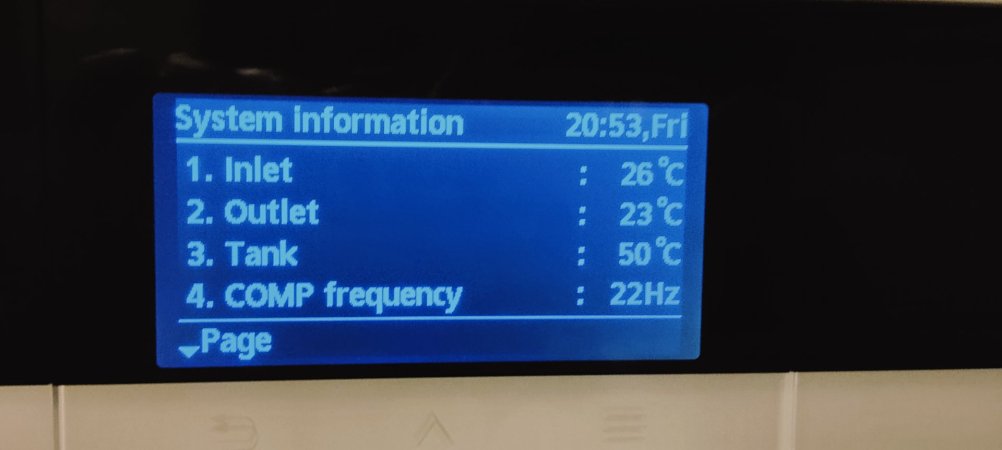 System information 20:53,Fri
1. Inlet : 26°C
2. Outlet : 23°C
3. Tank : 50°C
4. COMP frequency : 22Hz
Page